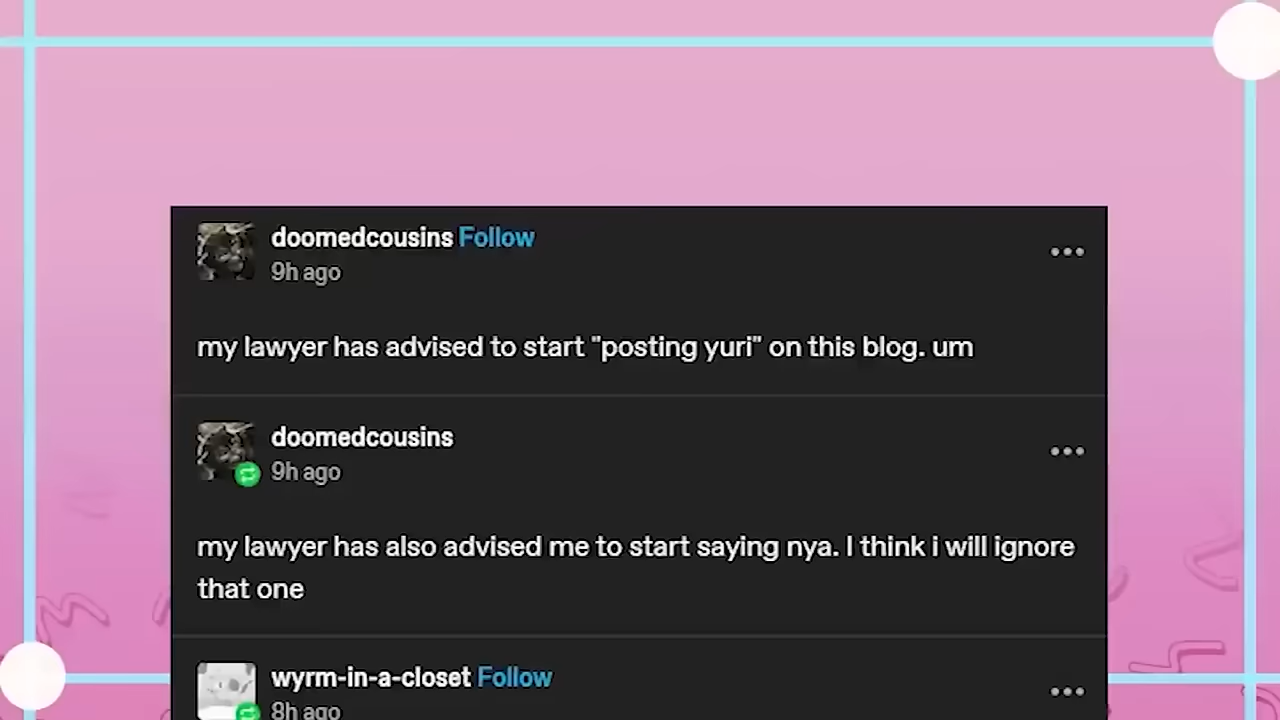 doomedcousins Follow
9h ago
my lawyer has advised to start "posting yuri" on this blog. um
doomedcousins
9h ago
my lawyer has also advised me to start saying nya. I think i will ignore
that one
wyrm-in-a-closet Follow
8h ago